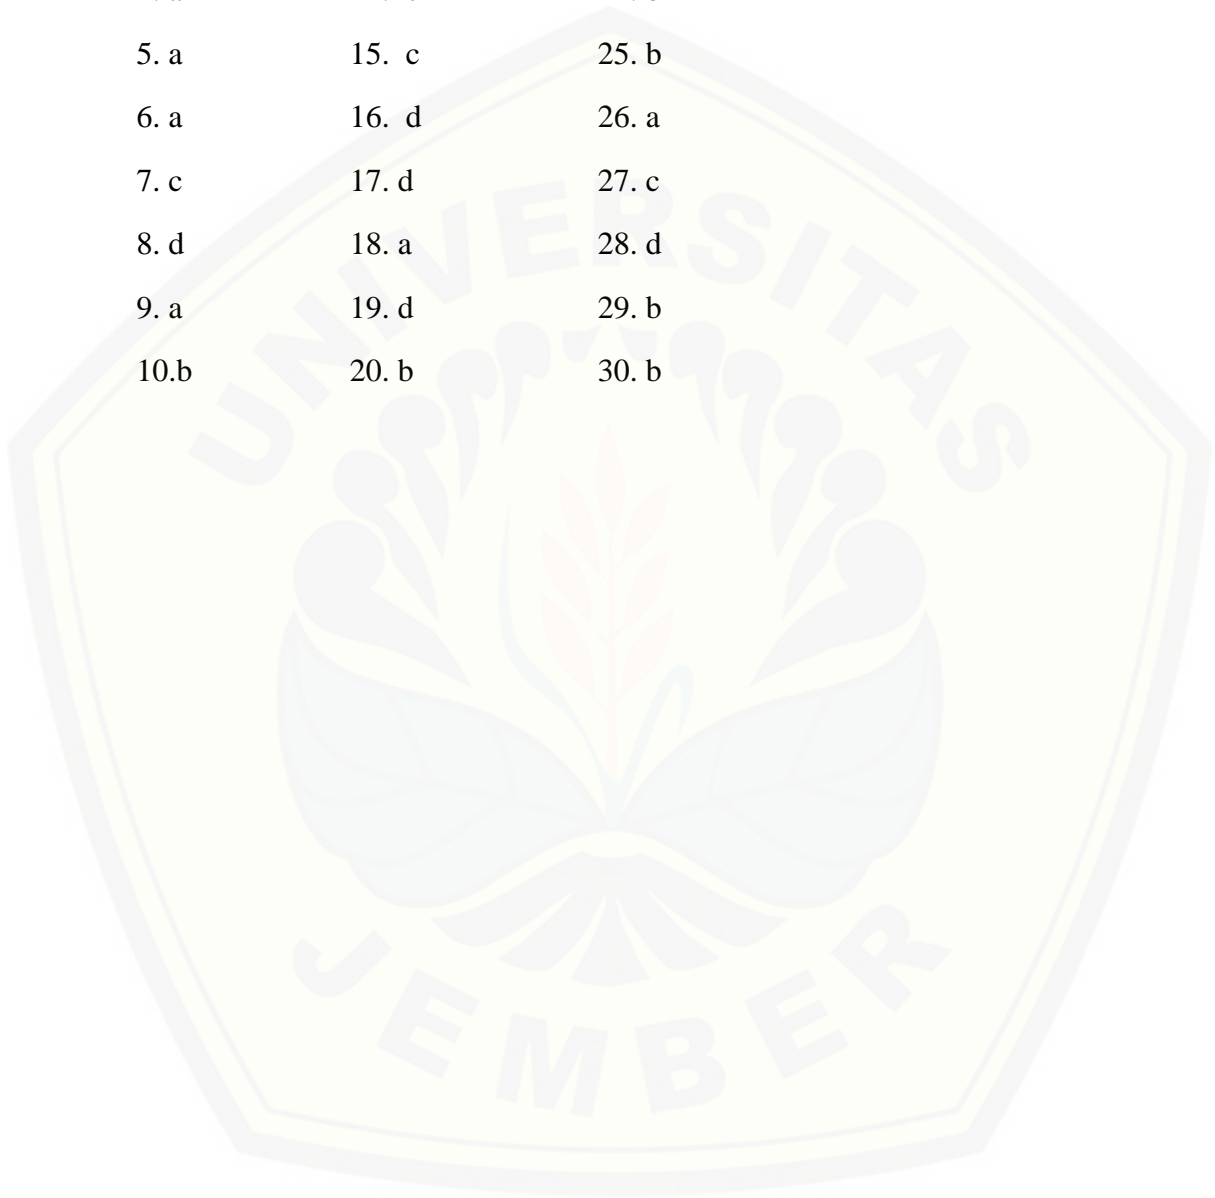 5. a 15. c 25. b
6. a 16. d 26. a
7. c 17. d 27. c
8. d 18. a 28. d
9. a 19. d 29. b
10.b 20. b 30. b
UNIVERSITAS
JEMBER